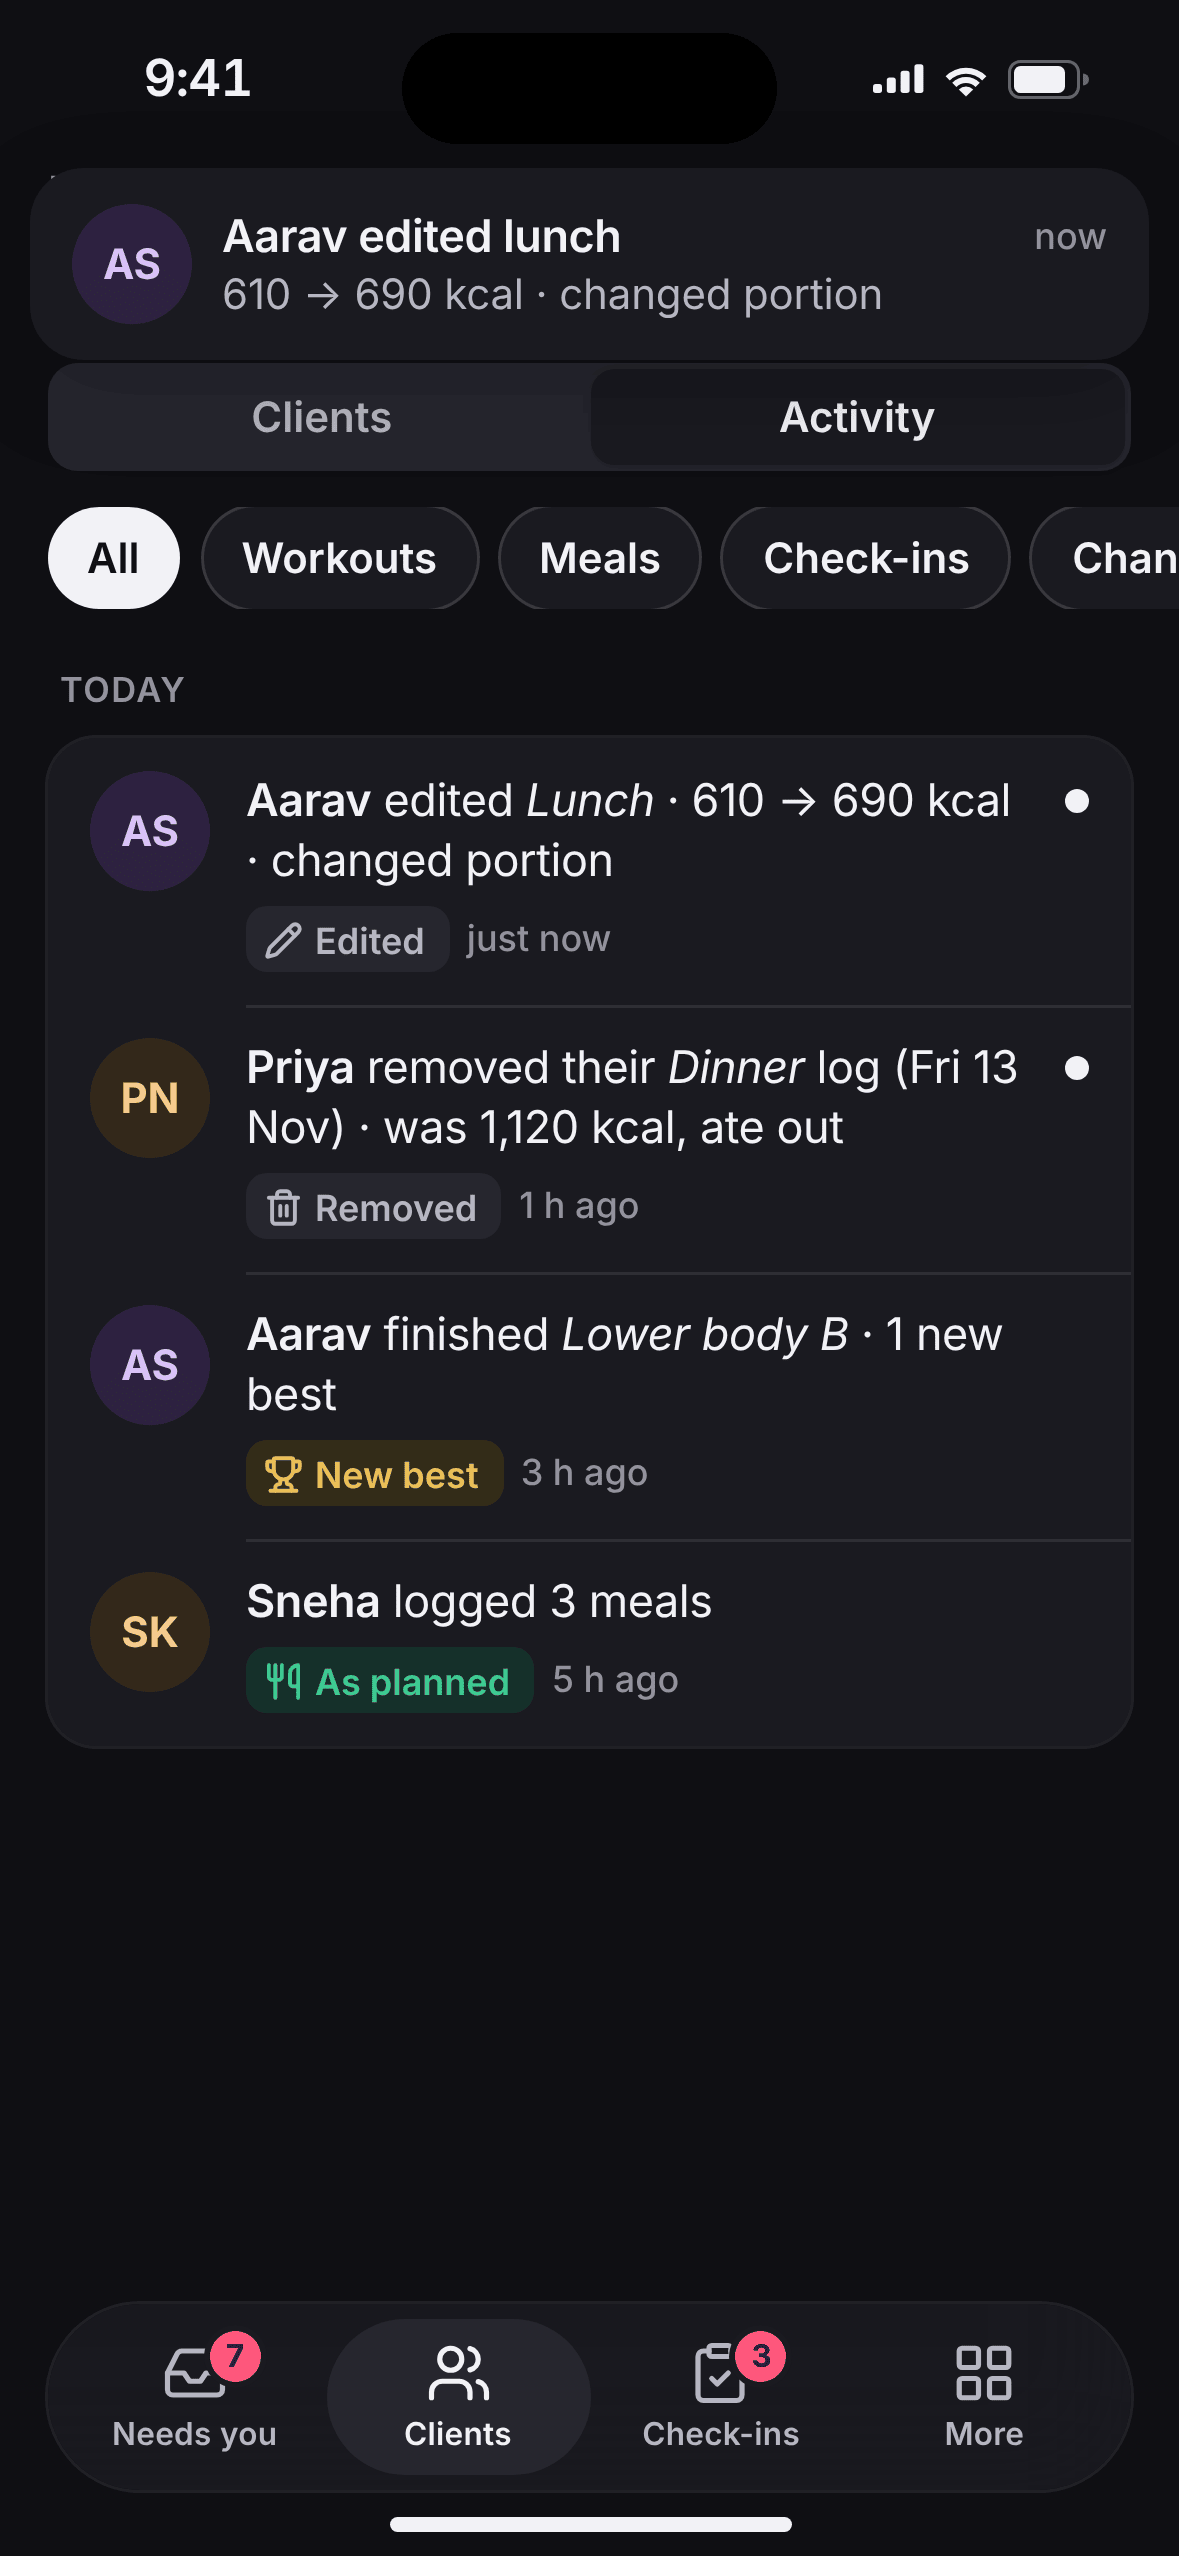 9:41
AS
Aarav edited lunch
now
610 → 690 kcal · changed portion
Clients
Activity
All
Workouts
Meals
Check-ins
Chan
TODAY
AS
Aarav edited Lunch · 610 → 690 kcal
· changed portion
Edited
just now
PN
Priya removed their Dinner log (Fri 13
Nov) · was 1,120 kcal, ate out
Removed
1 h ago
AS
Aarav finished Lower body B · 1 new
best
New best
3 h ago
SK
Sneha logged 3 meals
As planned
5 h ago
7
3
Needs you
Clients
Check-ins
More